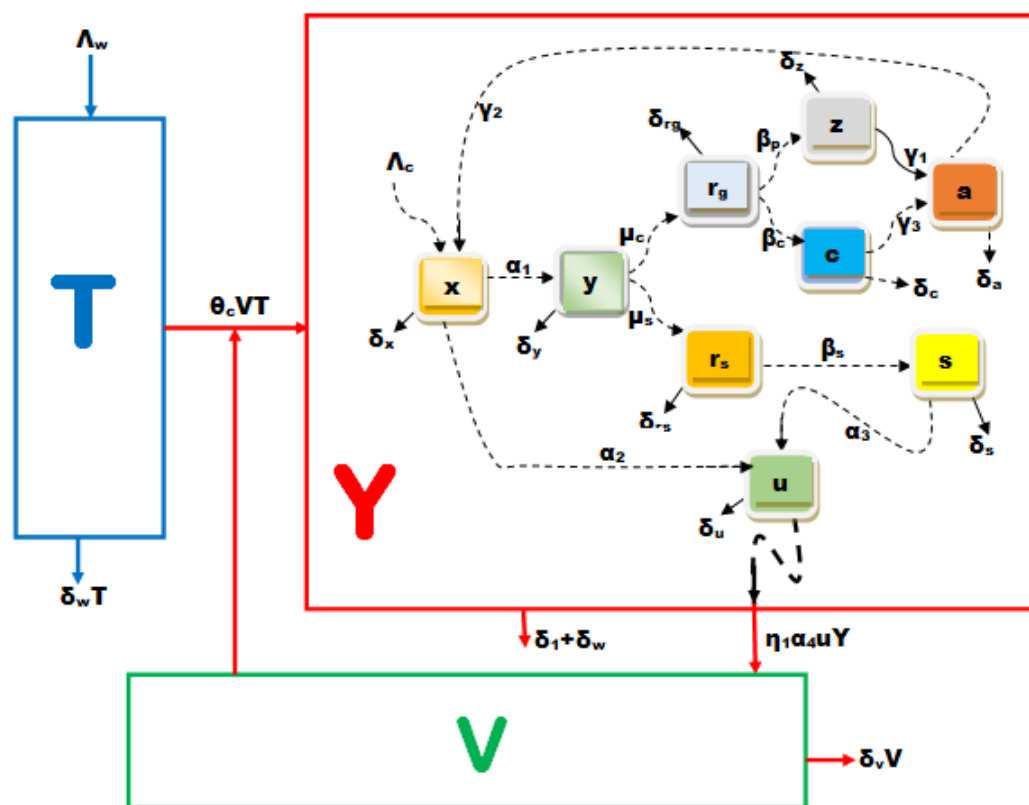 Λw
T
δwT
θcVT
Y
Λc
γ2
x
δx
α1
y
δy
μc
μs
rg
δrg
βp
βc
z
δz
γ1
c
δc
γ3
a
δa
rs
δrs
βs
s
δs
α2
α3
u
δu
δ1+δw
η1α4uY
V
δvV